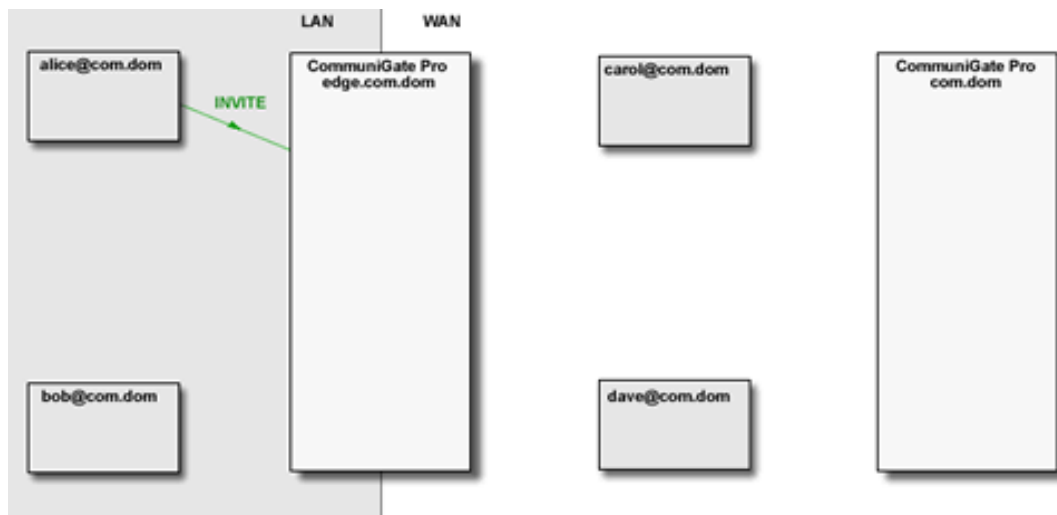 LAN WAN
alice@com.dom
CommuniGate Pro
edge.com.dom
carol@com.dom
CommuniGate Pro
com.dom
INVITE
bob@com.dom
dave@com.dom